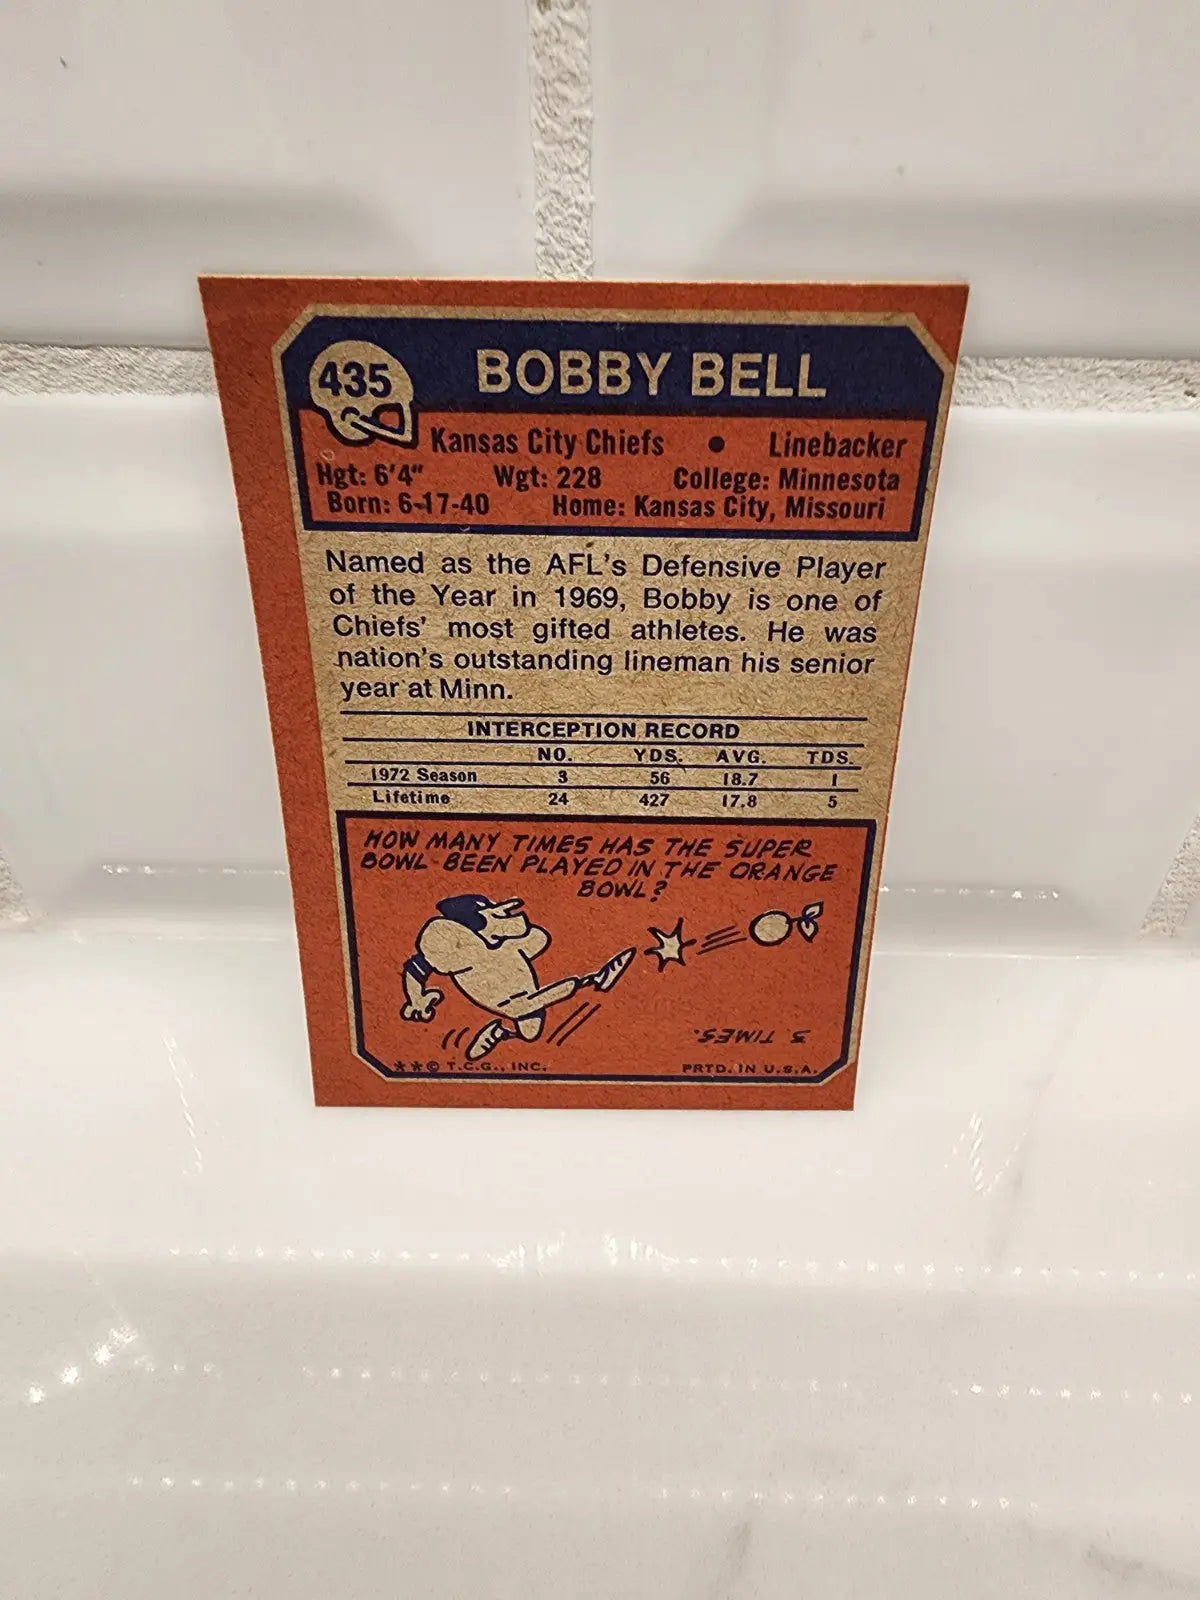 435
BOBBY BELL
Kansas City Chiefs • Linebacker
Hgt: 6'4" Wgt: 228 College: Minnesota
Born: 6-17-40 Home: Kansas City, Missouri
Named as the AFL's Defensive Player
of the Year in 1969, Bobby is one of
Chiefs' most gifted athletes. He was
nation's outstanding lineman his senior
year at Minn.
INTERCEPTION RECORD
NO. YDS. AVG. TDS.
1972 Season 3 56 18.7 1
Lifetime 24 427 17.8 5
HOW MANY TIMES HAS THE SUPER
BOWL BEEN PLAYED IN THE ORANGE
BOWL?
3 TIMES.
**© T.C.G., INC. PRTD. IN U.S.A.